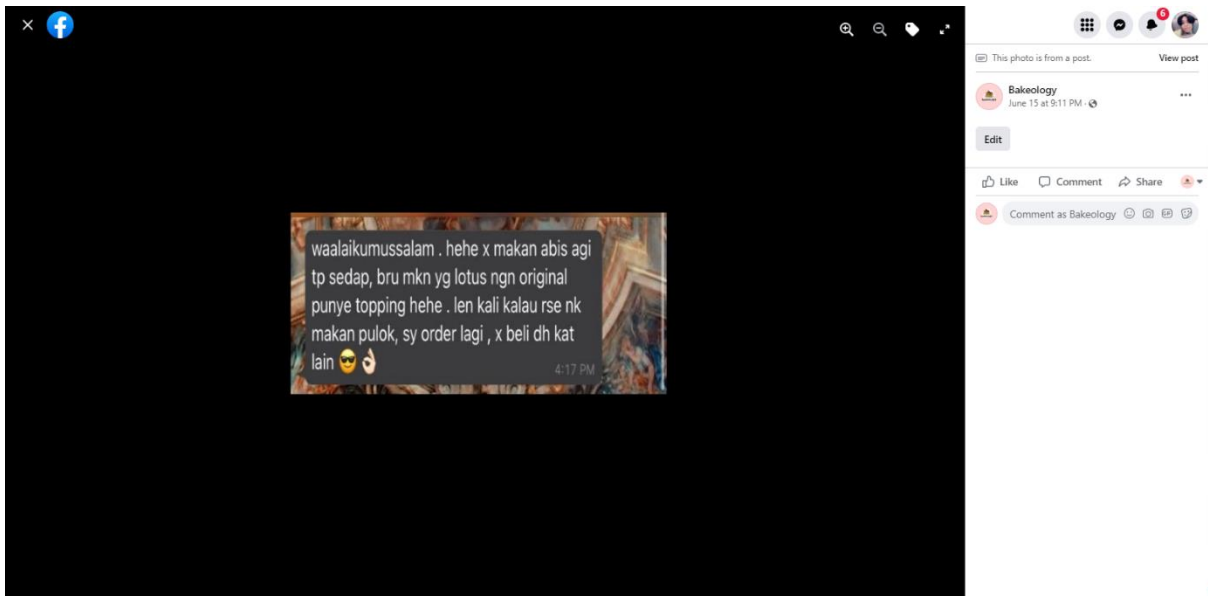 6
This photo is from a post. View post
Bakeology
June 15 at 9:11 PM ·
Edit
Like Comment Share
Comment as Bakeology
waalaikumussalam . hehe x makan abis agi
tp sedap, bru mkn yg lotus ngn original
punye topping hehe . len kali kalau rse nk
makan pulok, sy order lagi , x beli dh kat
lain 😎👌🏻
4:17 PM